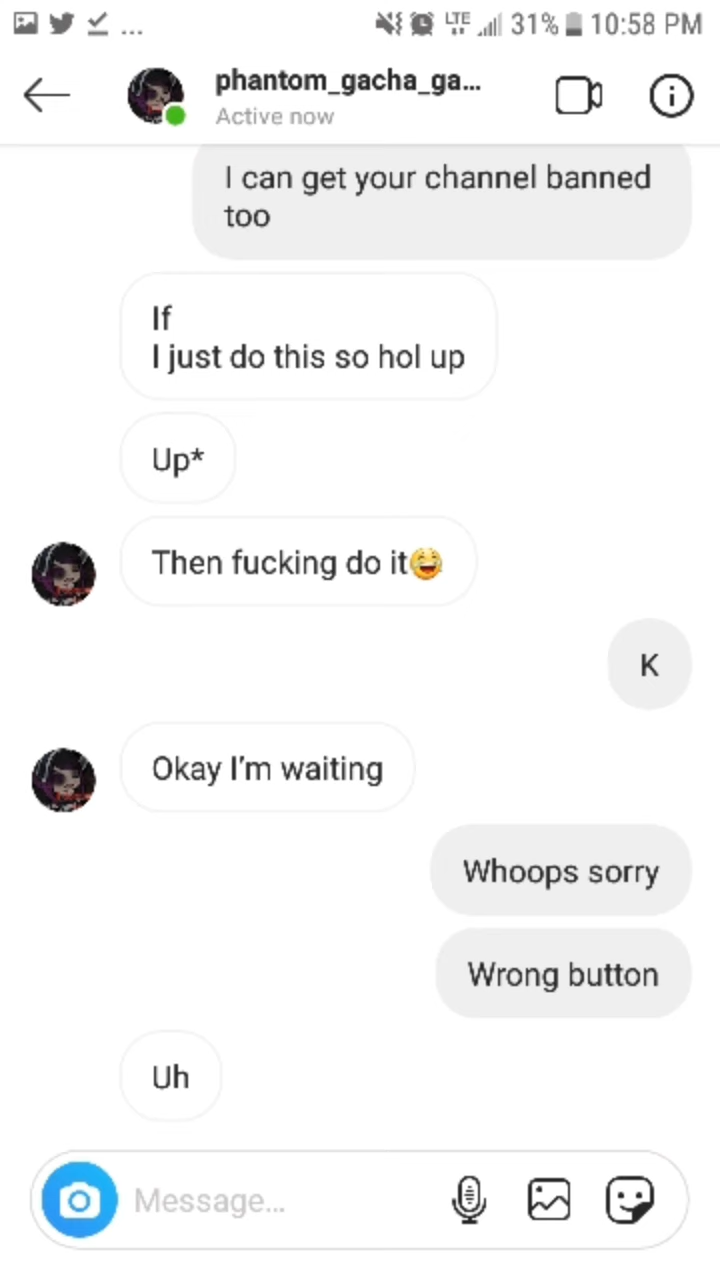 ... LTE 31% 10:58 PM
phantom_gacha_ga...
Active now
I can get your channel banned
too
If
I just do this so hol up
Up*
Then fucking do it😂
K
Okay I'm waiting
Whoops sorry
Wrong button
Uh
Message...